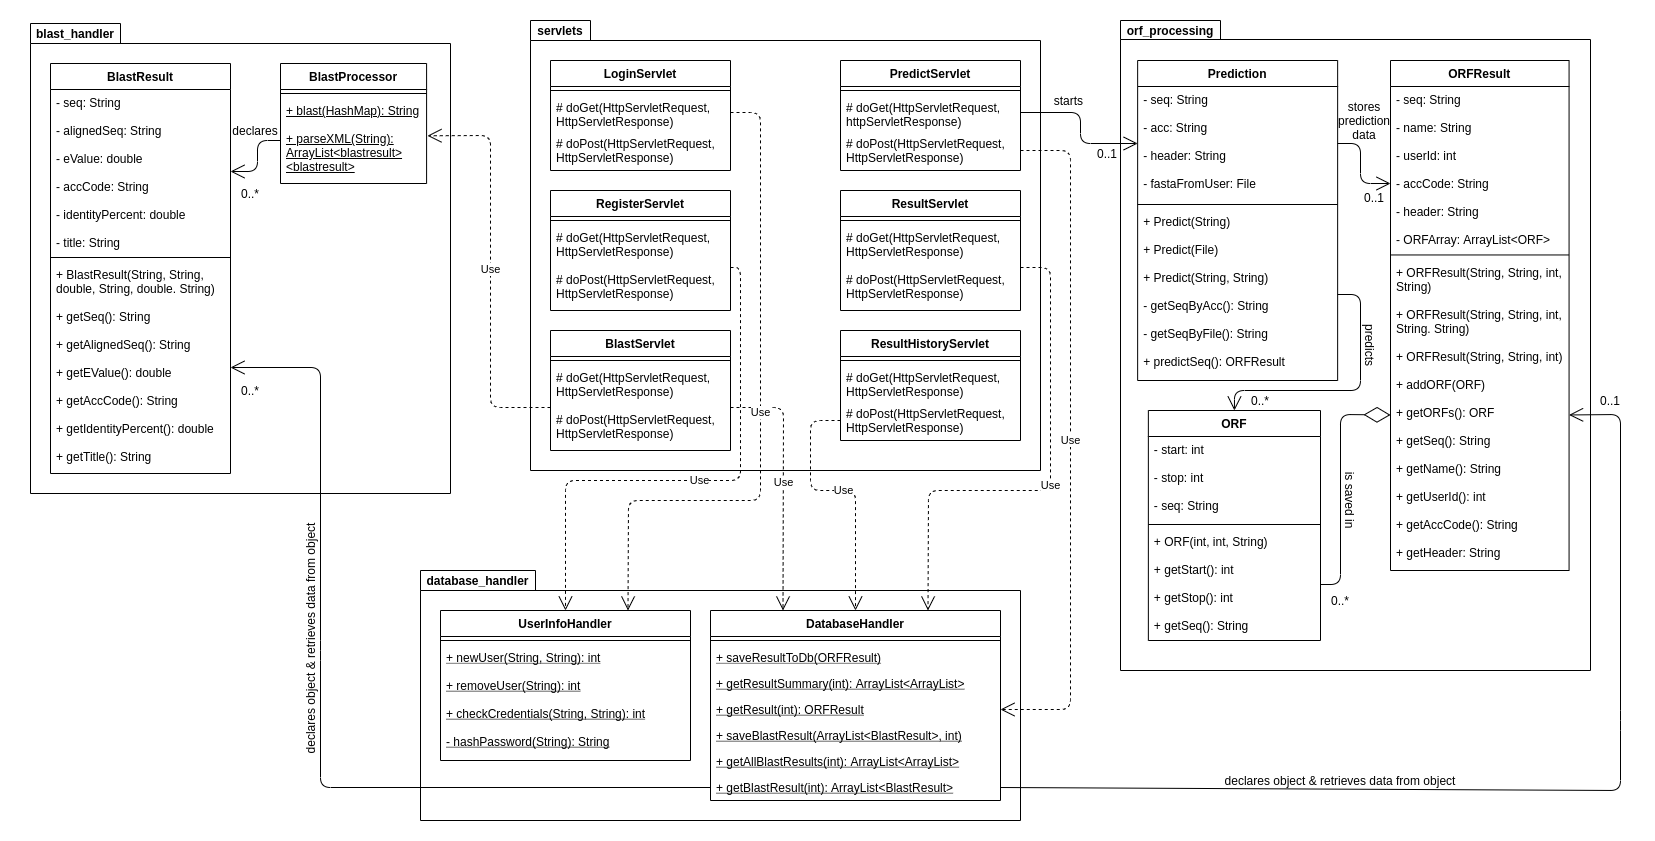 blast_handler
BlastResult
- seq: String
- alignedSeq: String
- eValue: double
- accCode: String
- identityPercent: double
- title: String
+ BlastResult(String, String,
double, String, double. String)
+ getSeq(): String
+ getAlignedSeq(): String
+ getEValue(): double
+ getAccCode(): String
+ getIdentityPercent(): double
+ getTitle(): String
BlastProcessor
+ blast(HashMap): String
+ parseXML(String):
ArrayList<blastresult>
<blastresult>
declares
0..*
0..*
Use
servlets
LoginServlet
# doGet(HttpServletRequest,
HttpServletResponse)
# doPost(HttpServletRequest,
HttpServletResponse)
RegisterServlet
# doGet(HttpServletRequest,
HttpServletResponse)
# doPost(HttpServletRequest,
HttpServletResponse)
BlastServlet
# doGet(HttpServletRequest,
HttpServletResponse)
# doPost(HttpServletRequest,
HttpServletResponse)
PredictServlet
# doGet(HttpServletRequest,
httpServletResponse)
# doPost(HttpServletRequest,
HttpServletResponse)
ResultServlet
# doGet(HttpServletRequest,
HttpServletResponse)
# doPost(HttpServletRequest,
HttpServletResponse)
ResultHistoryServlet
# doGet(HttpServletRequest,
HttpServletResponse)
# doPost(HttpServletRequest,
HttpServletResponse)
Use
Use
Use
Use
Use
Use
starts
0..1
orf_processing
Prediction
- seq: String
- acc: String
- header: String
- fastaFromUser: File
+ Predict(String)
+ Predict(File)
+ Predict(String, String)
- getSeqByAcc(): String
- getSeqByFile(): String
+ predictSeq(): ORFResult
stores
prediction
data
0..1
predicts
0..*
ORFResult
- seq: String
- name: String
- userId: int
- accCode: String
- header: String
- ORFArray: ArrayList<ORF>
+ ORFResult(String, String, int,
String)
+ ORFResult(String, String, int,
String. String)
+ ORFResult(String, String, int)
+ addORF(ORF)
+ getORFs(): ORF
+ getSeq(): String
+ getName(): String
+ getUserId(): int
+ getAccCode(): String
+ getHeader: String
0..1
ORF
- start: int
- stop: int
- seq: String
+ ORF(int, int, String)
+ getStart(): int
+ getStop(): int
+ getSeq(): String
is saved in
0..*
database_handler
UserInfoHandler
+ newUser(String, String): int
+ removeUser(String): int
+ checkCredentials(String, String): int
- hashPassword(String): String
DatabaseHandler
+ saveResultToDb(ORFResult)
+ getResultSummary(int): ArrayList<ArrayList>
+ getResult(int): ORFResult
+ saveBlastResult(ArrayList<BlastResult>, int)
+ getAllBlastResults(int): ArrayList<ArrayList>
+ getBlastResult(int): ArrayList<BlastResult>
declares object & retrieves data from object
declares object & retrieves data from object